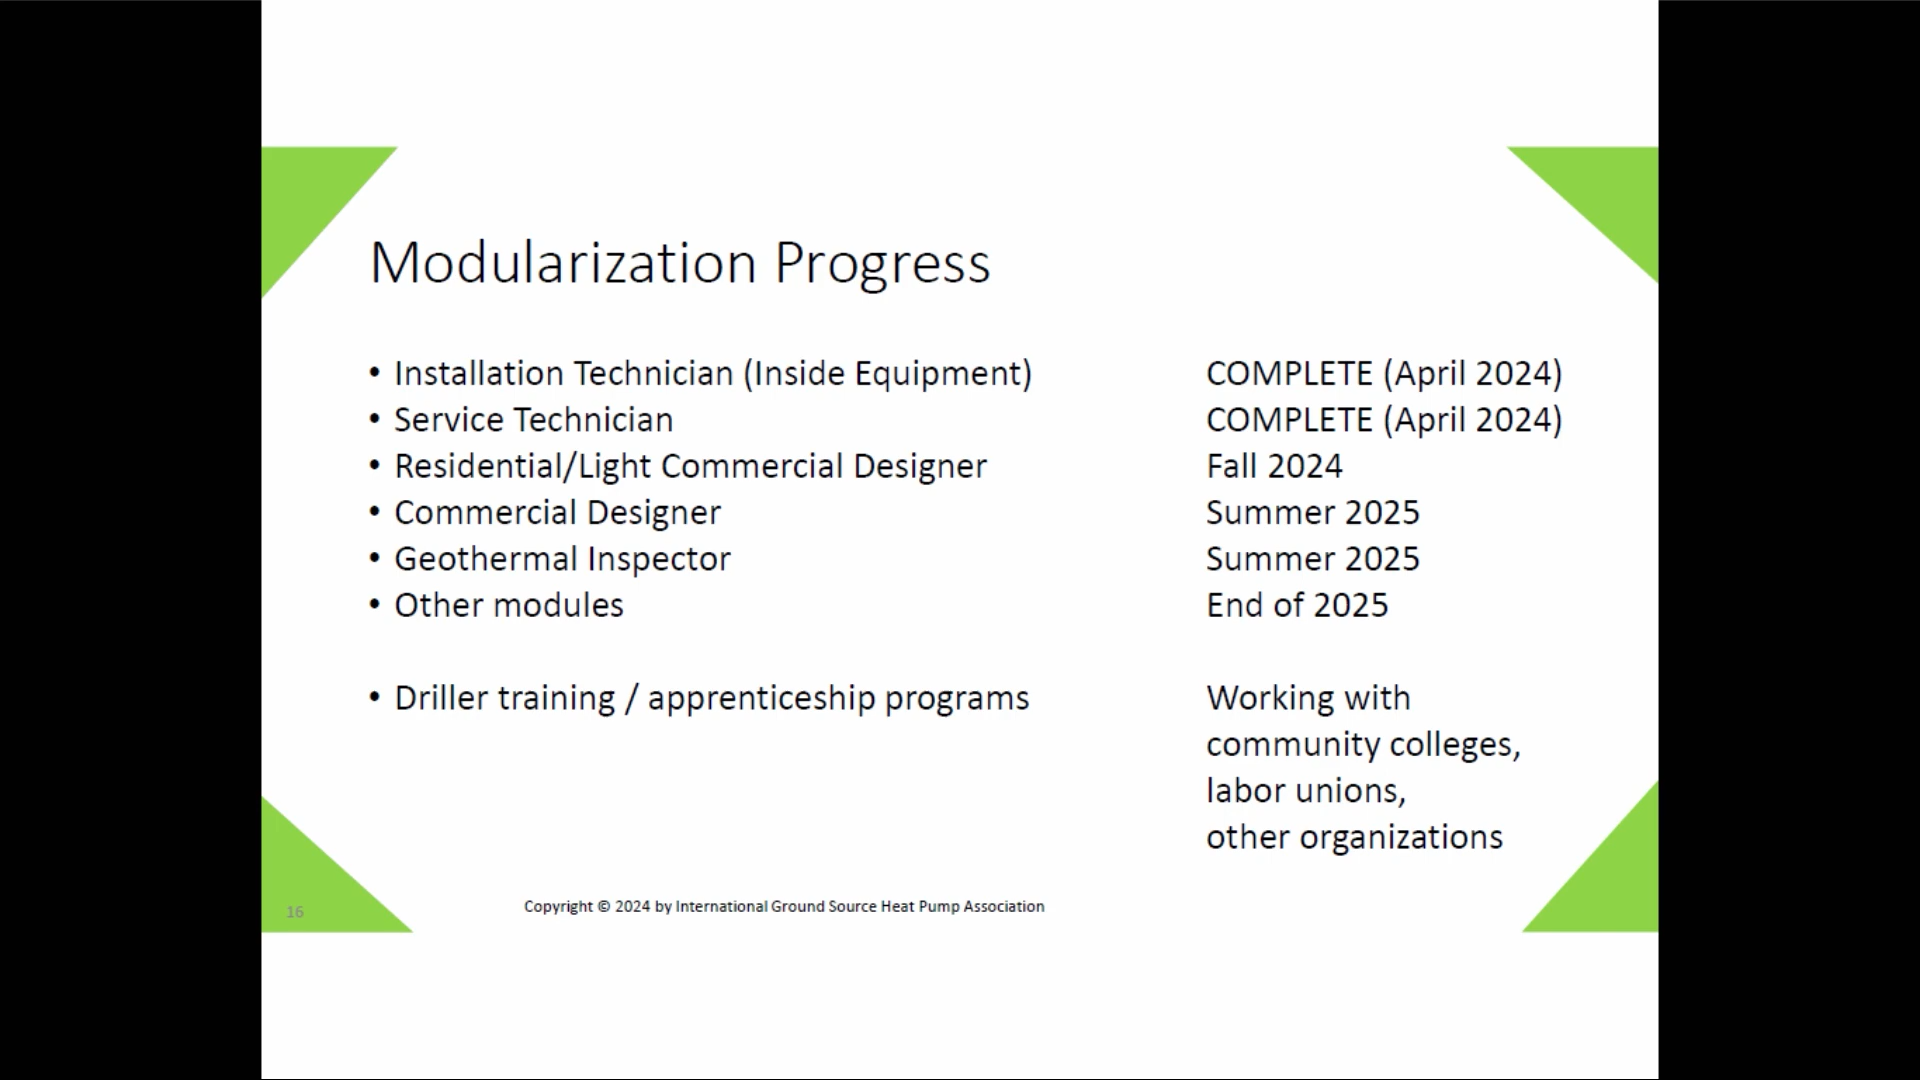 Modularization Progress
• Installation Technician (Inside Equipment) COMPLETE (April 2024)
• Service Technician COMPLETE (April 2024)
• Residential/Light Commercial Designer Fall 2024
• Commercial Designer Summer 2025
• Geothermal Inspector Summer 2025
• Other modules End of 2025
• Driller training / apprenticeship programs Working with
community colleges,
labor unions,
other organizations
16 Copyright © 2024 by International Ground Source Heat Pump Association